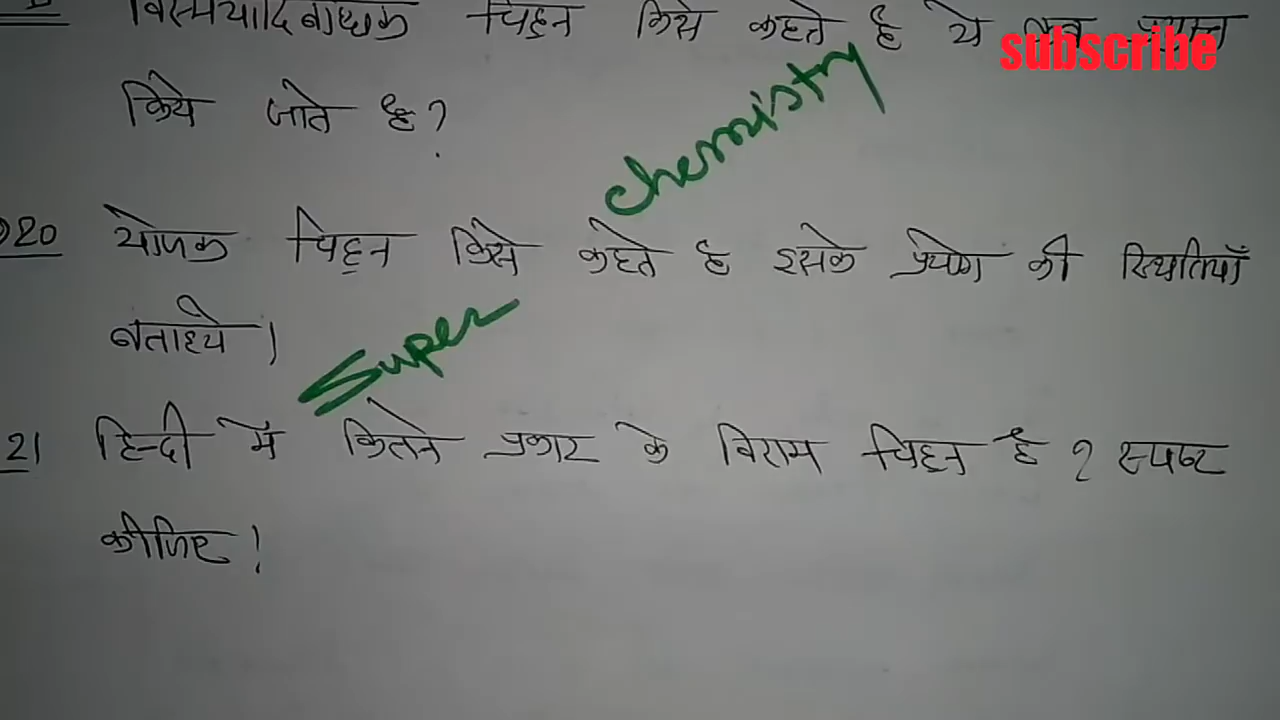 विस्मयादिबोधक चिह्न किसे कहते है ये
subscribe
किये जाते है?
chemistry
20 योजक चिह्न किसे कहते है इसके प्रयोग की स्थितियाँ
बताइये।
Super
21 हिन्दी में कितने प्रकार के विराम चिह्न है? स्पष्ट
कीजिए।